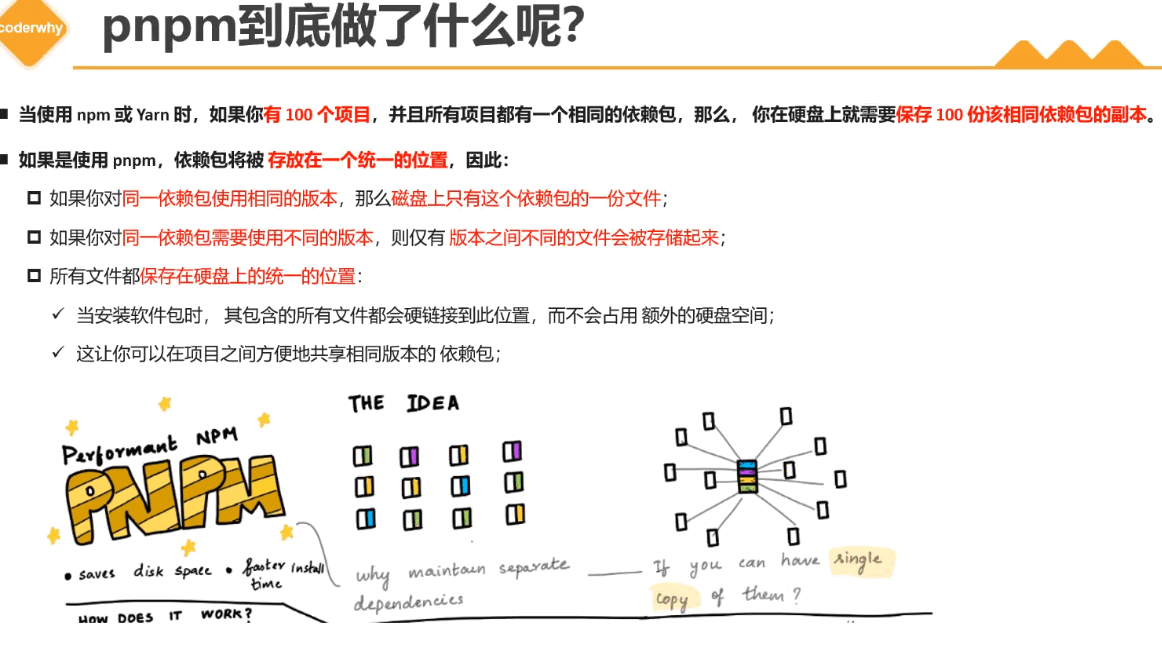 coderwhy
pnpm到底做了什么呢?
当使用 npm 或 Yarn 时，如果你有 100 个项目，并且所有项目都有一个相同的依赖包，那么， 你在硬盘上就需要保存 100 份该相同依赖包的副本。
如果是使用 pnpm，依赖包将被 存放在一个统一的位置，因此：
如果你对同一依赖包使用相同的版本，那么磁盘上只有这个依赖包的一份文件；
如果你对同一依赖包需要使用不同的版本，则仅有 版本之间不同的文件会被存储起来；
所有文件都保存在硬盘上的统一的位置：
✓ 当安装软件包时， 其包含的所有文件都会硬链接到此位置，而不会占用 额外的硬盘空间；
✓ 这让你可以在项目之间方便地共享相同版本的 依赖包；
Performant NPM
PNPM
• saves disk space • faster install
time
HOW DOES IT WORK?
THE IDEA
why maintain separate
dependencies
If you can have single
copy of them?